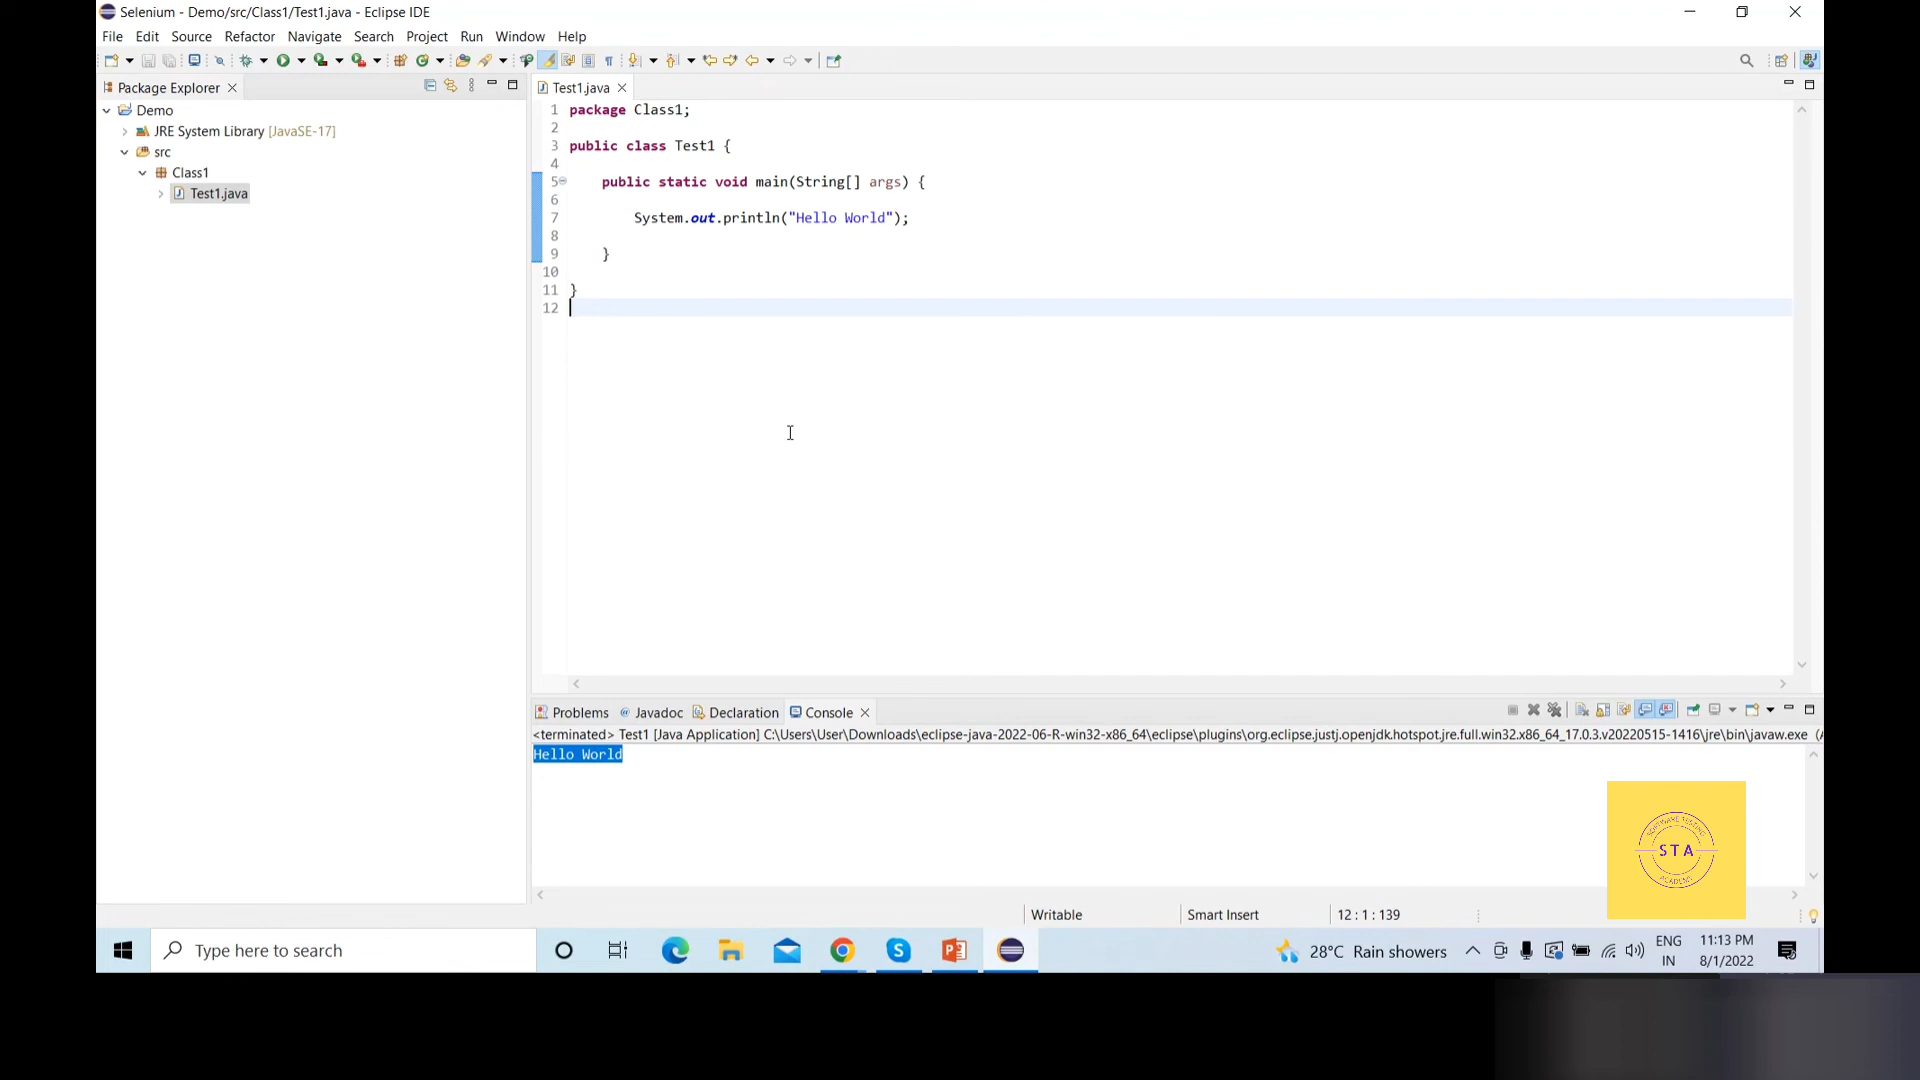 Selenium - Demo/src/Class1/Test1.java - Eclipse IDE
File Edit Source Refactor Navigate Search Project Run Window Help
Package Explorer
Demo
JRE System Library [JavaSE-17]
src
Class1
Test1.java
Test1.java
1 package Class1;
2
3 public class Test1 {
4
5 public static void main(String[] args) {
6
7 System.out.println("Hello World");
8
9 }
10
11 }
12
Problems Javadoc Declaration Console
<terminated> Test1 [Java Application] C:\Users\User\Downloads\eclipse-java-2022-06-R-win32-x86_64\eclipse\plugins\org.eclipse.justj.openjdk.hotspot.jre.full.win32.x86_64_17.0.3.v20220515-1416\jre\bin\javaw.exe (
Hello World
SOFTWARE TESTING
STA
ACADEMY
Writable Smart Insert 12 : 1 : 139
Type here to search
28°C Rain showers
ENG
IN
11:13 PM
8/1/2022